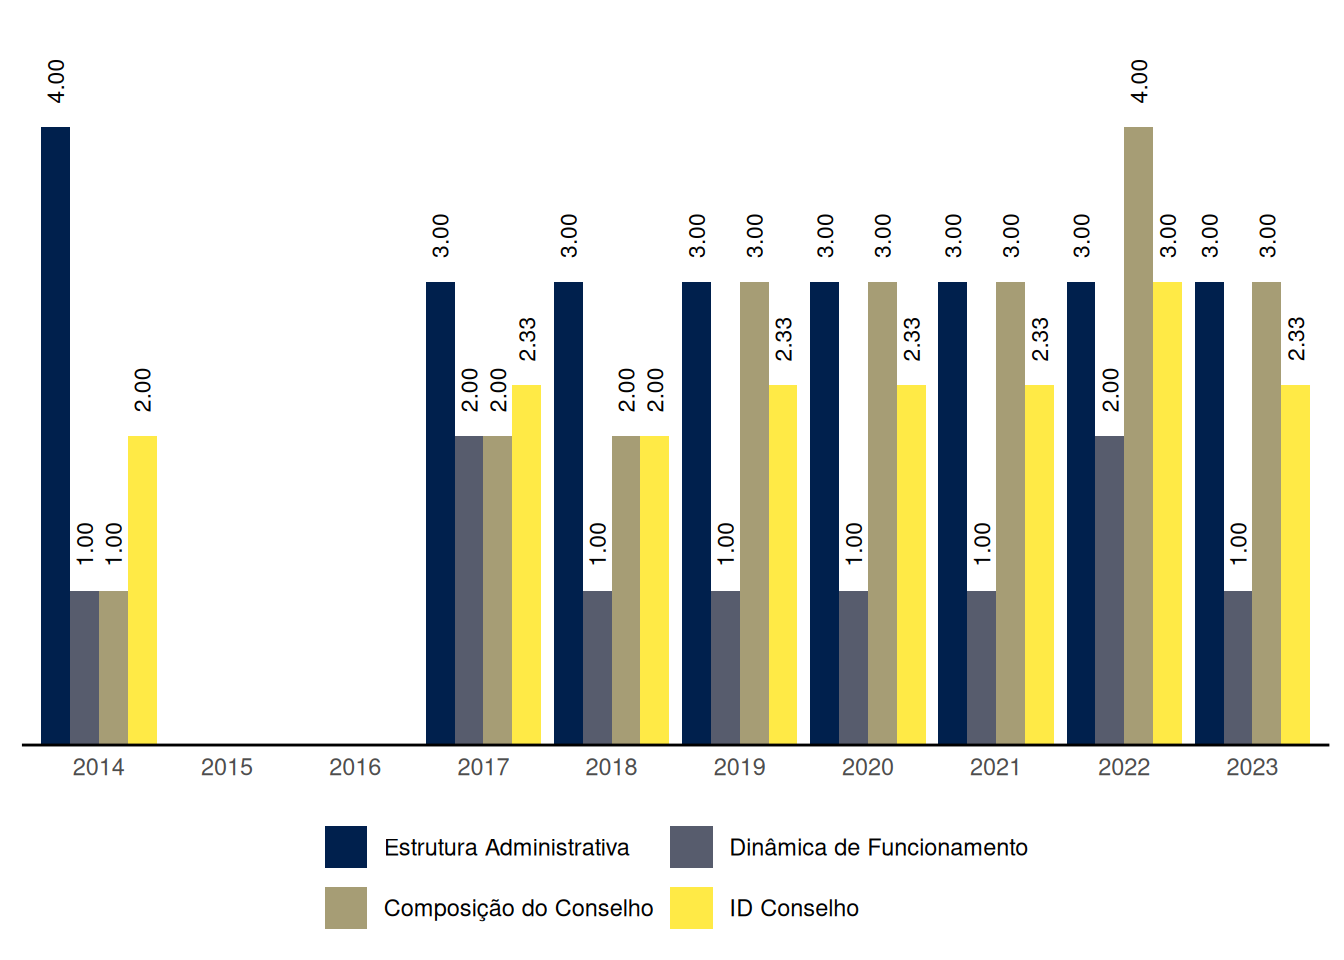 4.00 1.00 1.00 2.00
3.00 2.00 2.00 2.33
3.00 1.00 2.00 2.00
3.00 1.00 3.00 2.33
3.00 1.00 3.00 2.33
3.00 1.00 3.00 2.33
3.00 2.00 4.00 3.00
3.00 1.00 3.00 2.33
2014 2015 2016 2017 2018 2019 2020 2021 2022 2023
Estrutura Administrativa Dinâmica de Funcionamento
Composição do Conselho ID Conselho